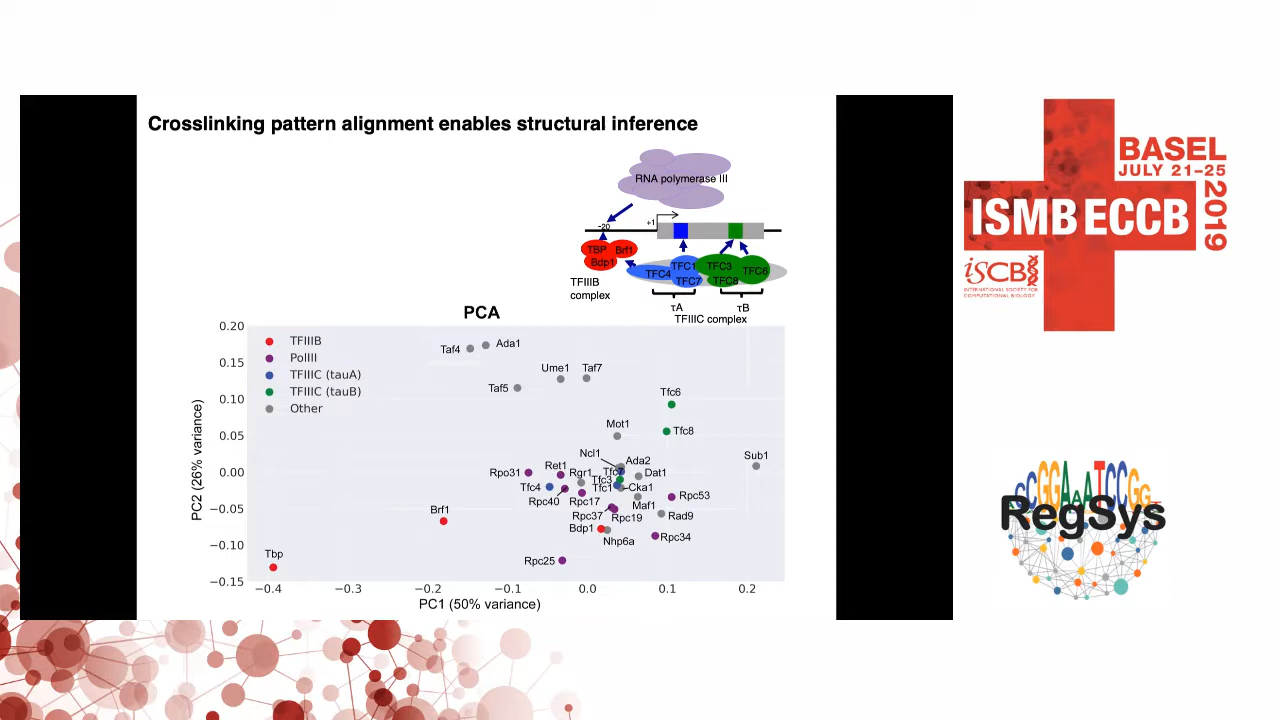 Crosslinking pattern alignment enables structural inference
RNA polymerase III
+1
−20
TBP
Brf1
Bdp1
TFIIIB
complex
TFC4
TFC1
TFC7
TFC3
TFC8
TFC6
τA
τB
TFIIIC complex
PCA
0.20
0.15
0.10
0.05
0.00
−0.05
−0.10
−0.15
PC2 (26% variance)
TFIIIB
PolIII
TFIIIC (tauA)
TFIIIC (tauB)
Other
Taf4
Ada1
Taf5
Ume1
Taf7
Tfc6
Tfc8
Mot1
Sub1
Ncl1
Ada2
Rpo31
Ret1
Rgr1
Tfc7
Dat1
Tfc3
Tfc4
Tfc1
Cka1
Rpc40
Rpc17
Maf1
Rpc53
Rpc37
Rpc19
Rad9
Brf1
Bdp1
Nhp6a
Rpc34
Rpc25
Tbp
−0.4
−0.3
−0.2
−0.1
0.0
0.1
0.2
PC1 (50% variance)
BASEL
JULY 21–25
2019
ISMB ECCB
iSCB
INTERNATIONAL SOCIETY FOR
COMPUTATIONAL BIOLOGY
RegSys